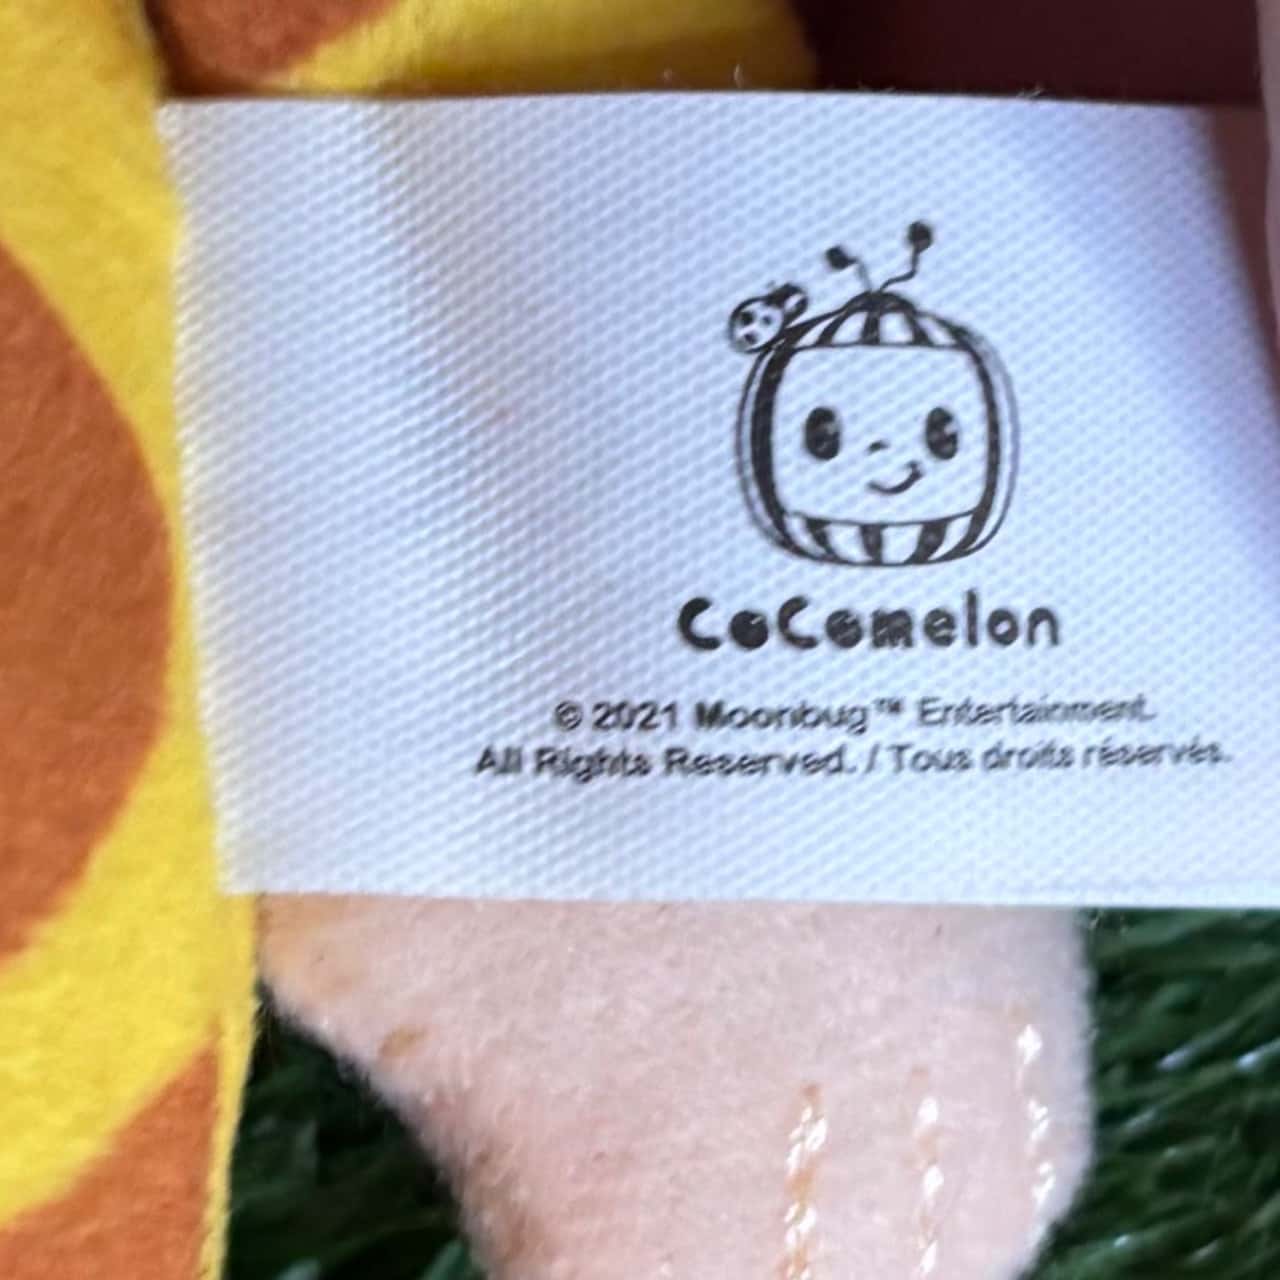 CoComelon
© 2021 Moonbug™ Entertainment.
All Rights Reserved. / Tous droits réservés.